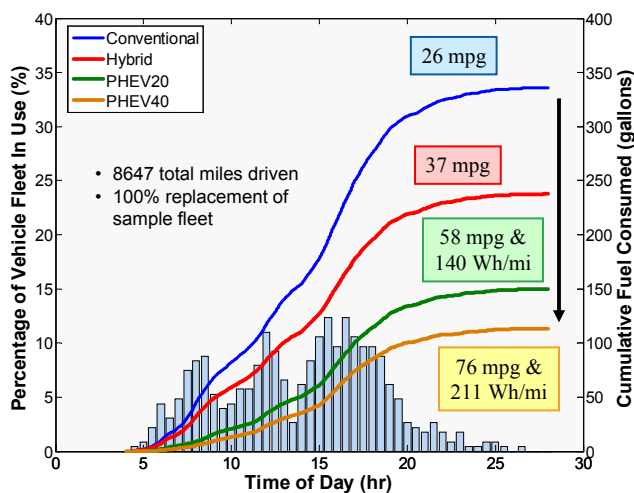 40
35
30
25
20
15
10
5
0
Percentage of Vehicle Fleet In Use (%)
Conventional
Hybrid
PHEV20
PHEV40
• 8647 total miles driven
• 100% replacement of
sample fleet
26 mpg
37 mpg
58 mpg &
140 Wh/mi
76 mpg &
211 Wh/mi
400
350
300
250
200
150
100
50
0
Cumulative Fuel Consumed (gallons)
0 5 10 15 20 25 30
Time of Day (hr)